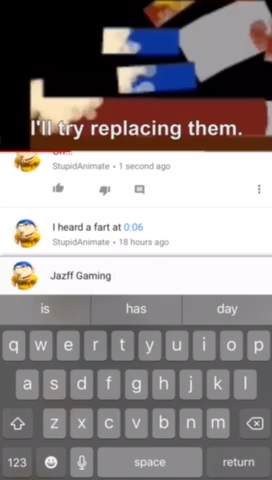 I'll try replacing them.
StupidAnimate • 1 second ago
I heard a fart at 0:06
StupidAnimate • 18 hours ago
Jazff Gaming
is has day
q w e r t y u i o p
a s d f g h j k l
z x c v b n m
123 space return